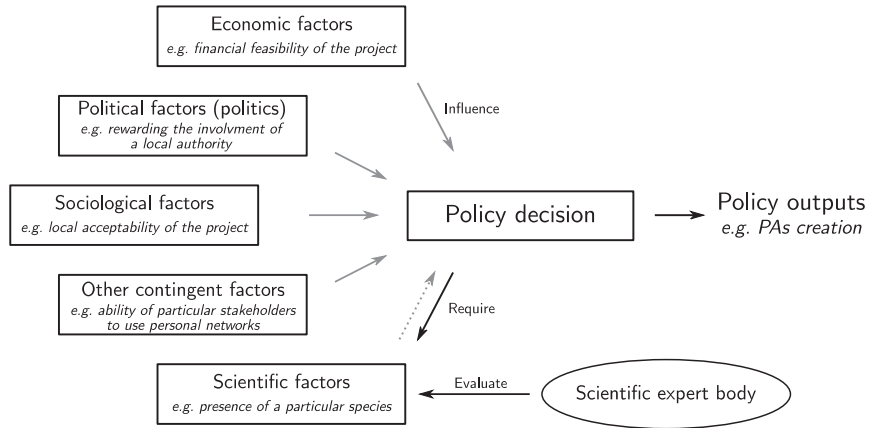 Economic factors
e.g. financial feasibility of the project
Influence
Political factors (politics)
e.g. rewarding the involvment of
a local authority
Sociological factors
e.g. local acceptability of the project
Policy decision
Policy outputs
e.g. PAs creation
Other contingent factors
e.g. ability of particular stakeholders
to use personal networks
Require
Scientific factors
e.g. presence of a particular species
Evaluate
Scientific expert body